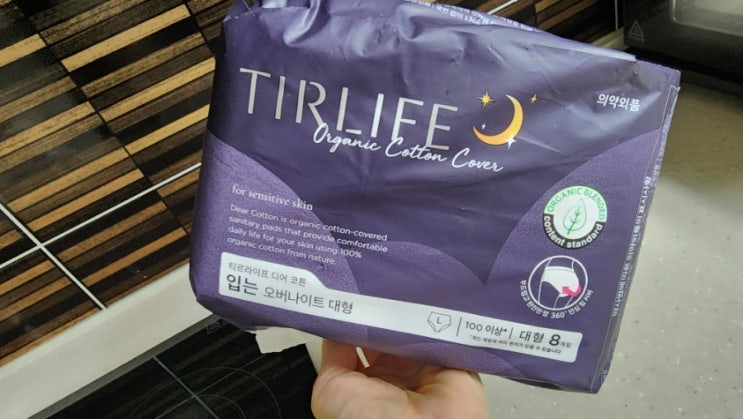 의약외품
TIRLIFE
Organic Cotton Cover
for sensitive skin
Dear Cotton is organic cotton-covered
sanitary pads that provide comfortable
daily life for your skin using 100%
organic cotton from nature.
ORGANIC BLENDED
content standard
티르라이프 디어 코튼
입는 오버나이트 대형
L
100 이상*
대형 8개입
360°